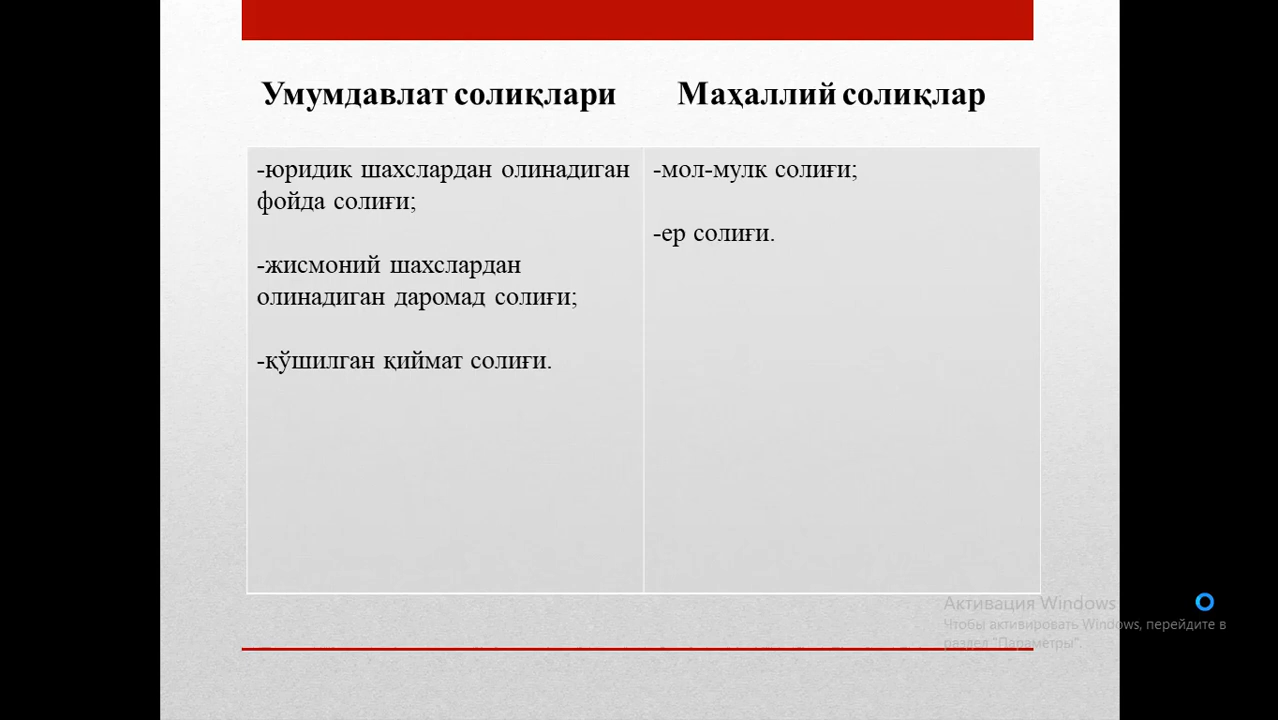 Умумдавлат солиқлари
Маҳаллий солиқлар
-юридик шахслардан олинадиган
фойда солиғи;
-жисмоний шахслардан
олинадиган даромад солиғи;
-қўшилган қиймат солиғи.
-мол-мулк солиғи;
-ер солиғи.
Активация Windows
Чтобы активировать Windows, перейдите в
раздел "Параметры".